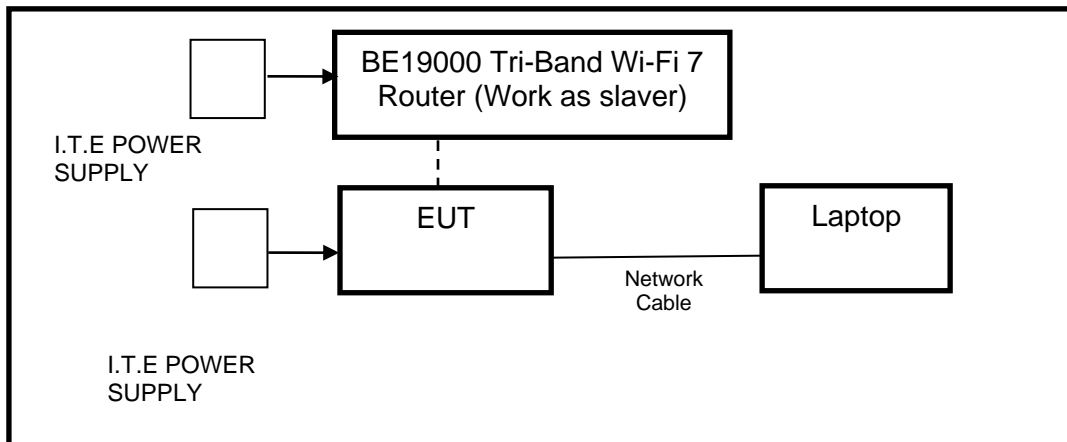 BE19000 Tri-Band Wi-Fi 7
Router (Work as slaver)
I.T.E POWER
SUPPLY
EUT
Laptop
Network
Cable
I.T.E POWER
SUPPLY